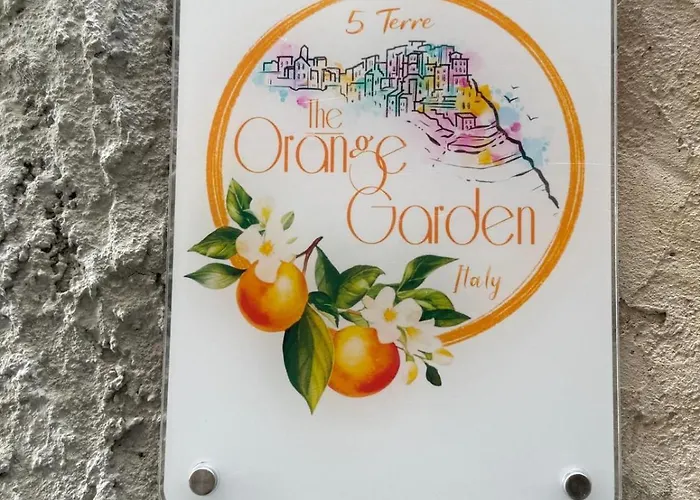 5 Terre
The
Orange
Garden
Italy